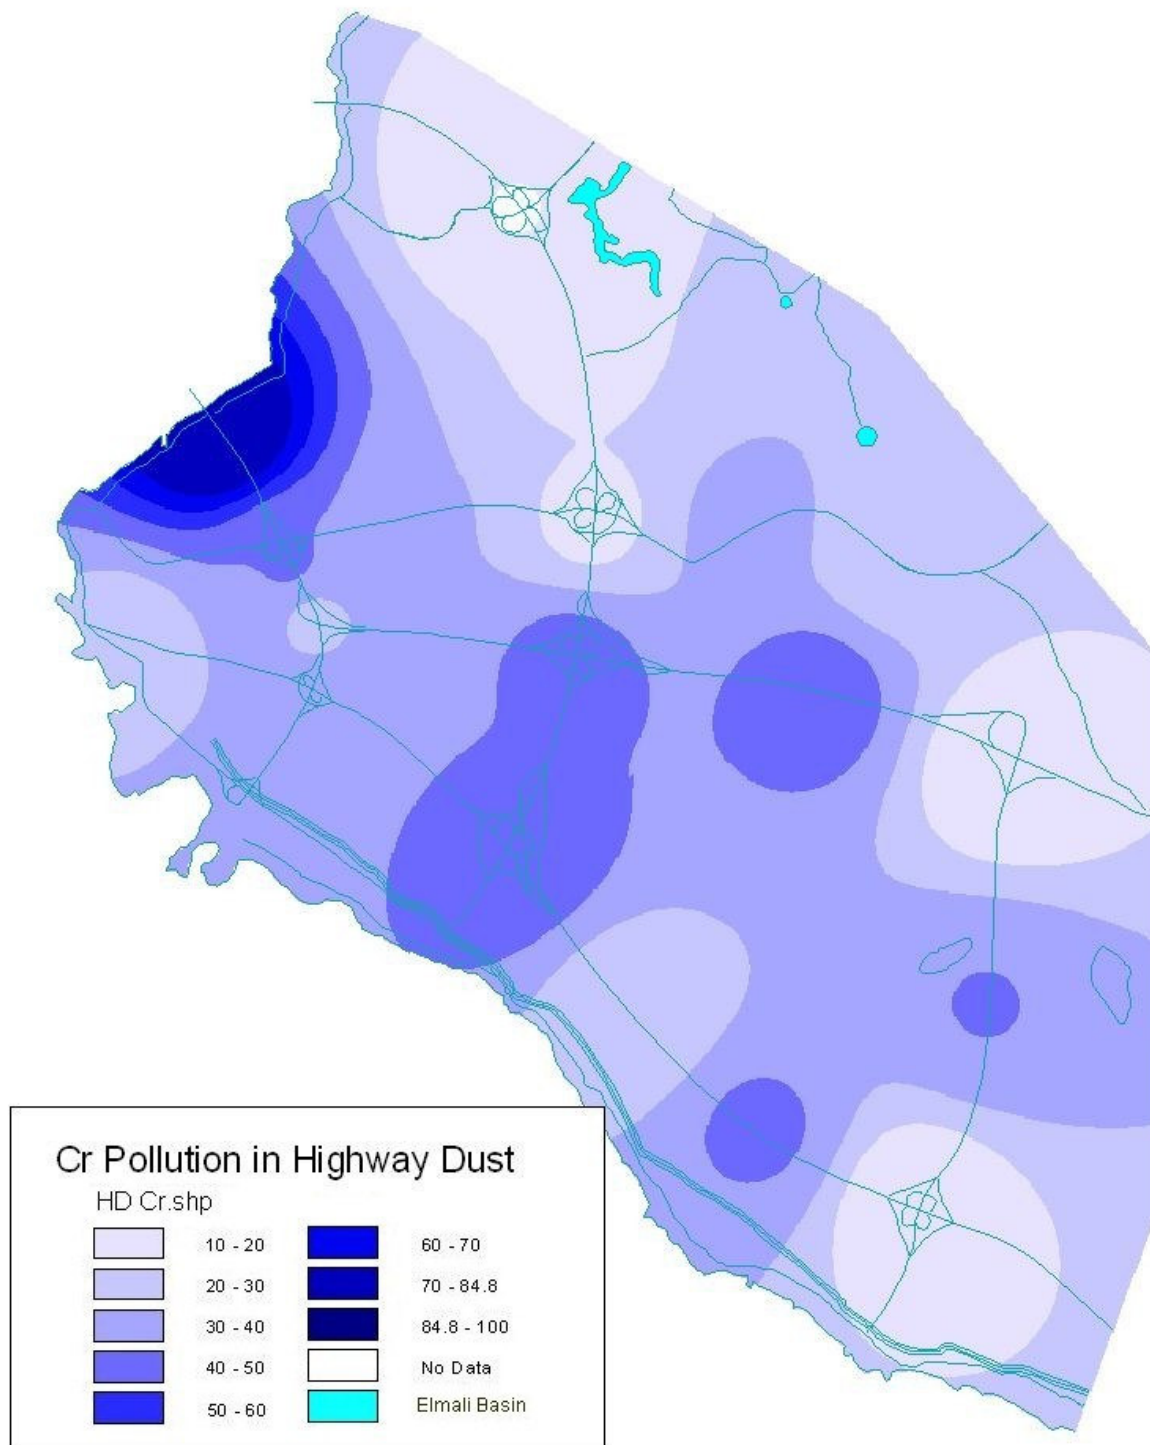 Cr Pollution in Highway Dust
HD Cr.shp
10 - 20
20 - 30
30 - 40
40 - 50
50 - 60
60 - 70
70 - 84.8
84.8 - 100
No Data
Elmali Basin